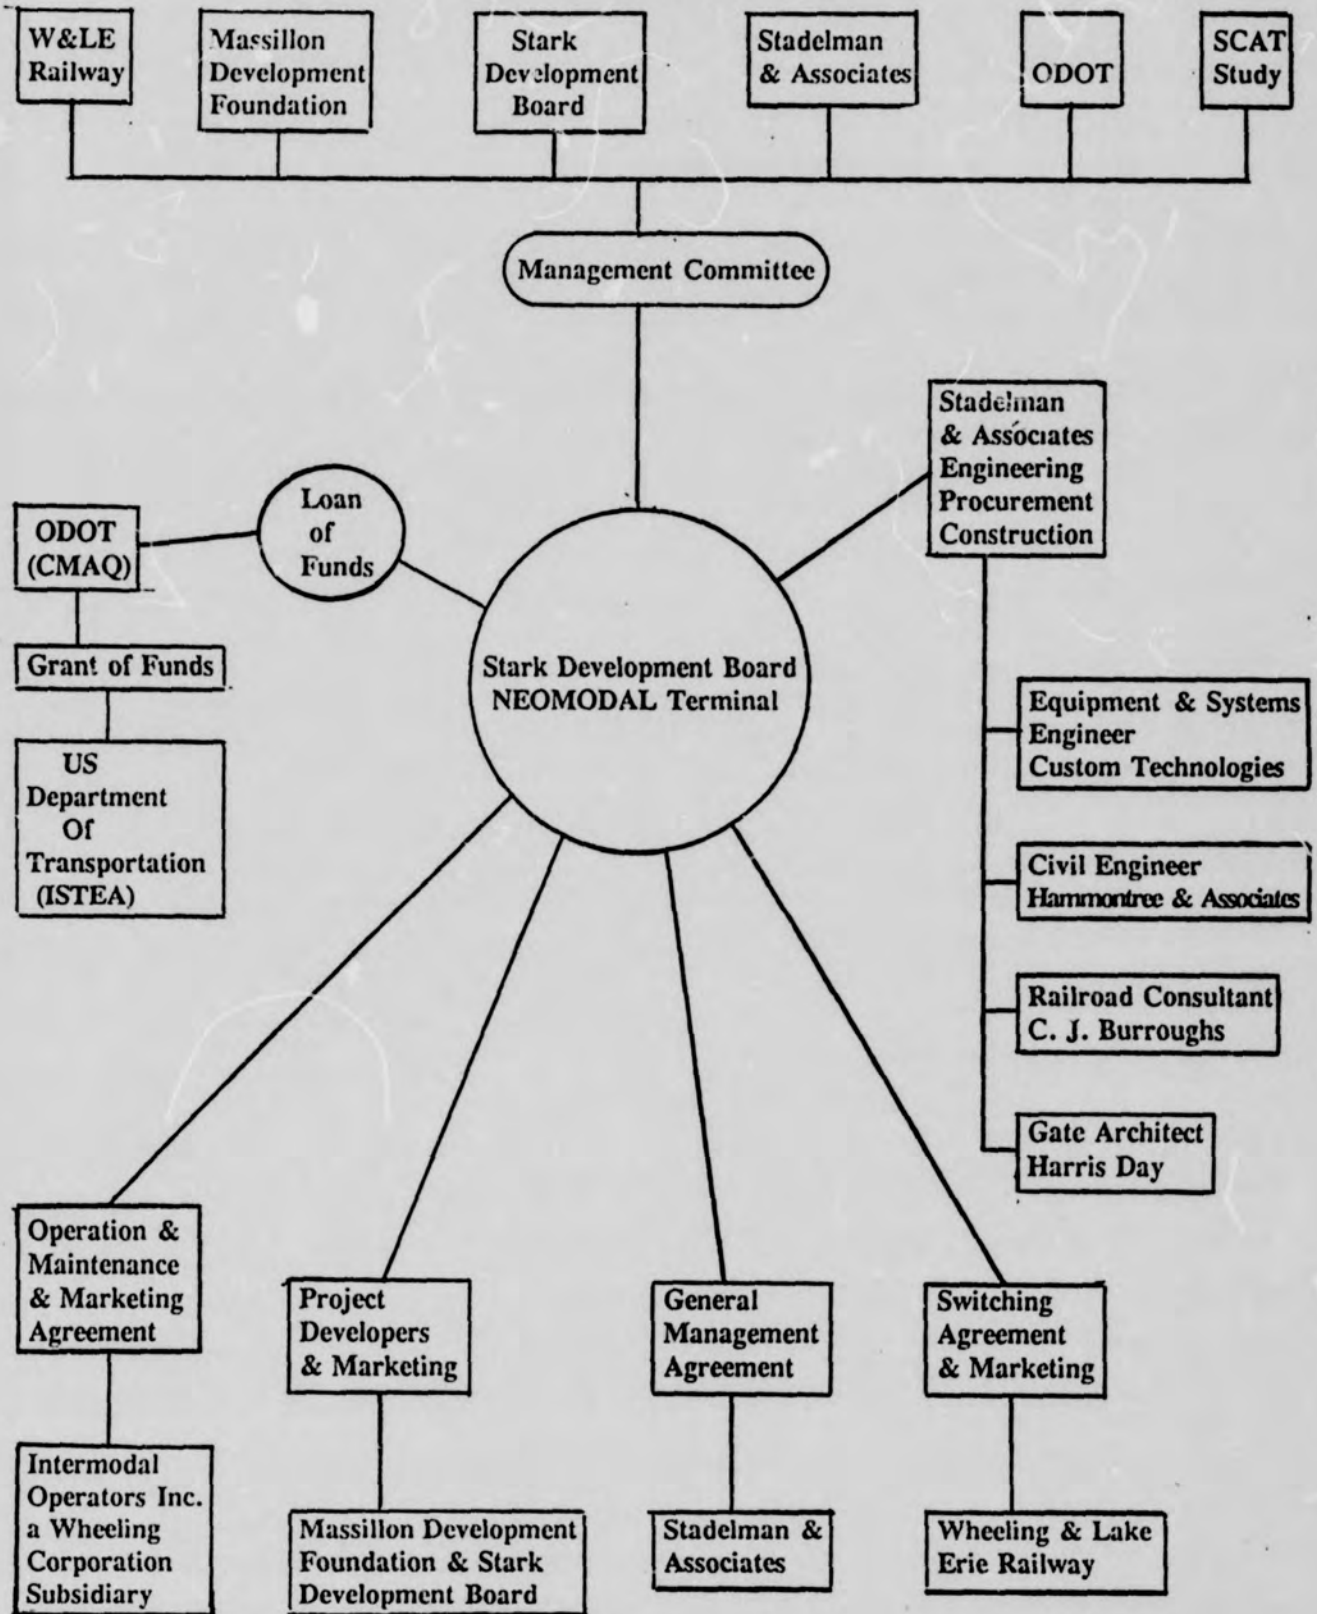 W&LE
Railway
Massillon
Development
Foundation
Stark
Development
Board
Stadelman
& Associates
ODOT
SCAT
Study
Management Committee
Stadelman
& Associates
Engineering
Procurement
Construction
Loan
of
Funds
ODOT
(CMAQ)
Grant of Funds
US
Department
Of
Transportation
(ISTEA)
Stark Development Board
NEOMODAL Terminal
Equipment & Systems
Engineer
Custom Technologies
Civil Engineer
Hammontree & Associates
Railroad Consultant
C. J. Burroughs
Gate Architect
Harris Day
Operation &
Maintenance
& Marketing
Agreement
Project
Developers
& Marketing
General
Management
Agreement
Switching
Agreement
& Marketing
Intermodal
Operators Inc.
a Wheeling
Corporation
Subsidiary
Massillon Development
Foundation & Stark
Development Board
Stadelman &
Associates
Wheeling & Lake
Erie Railway